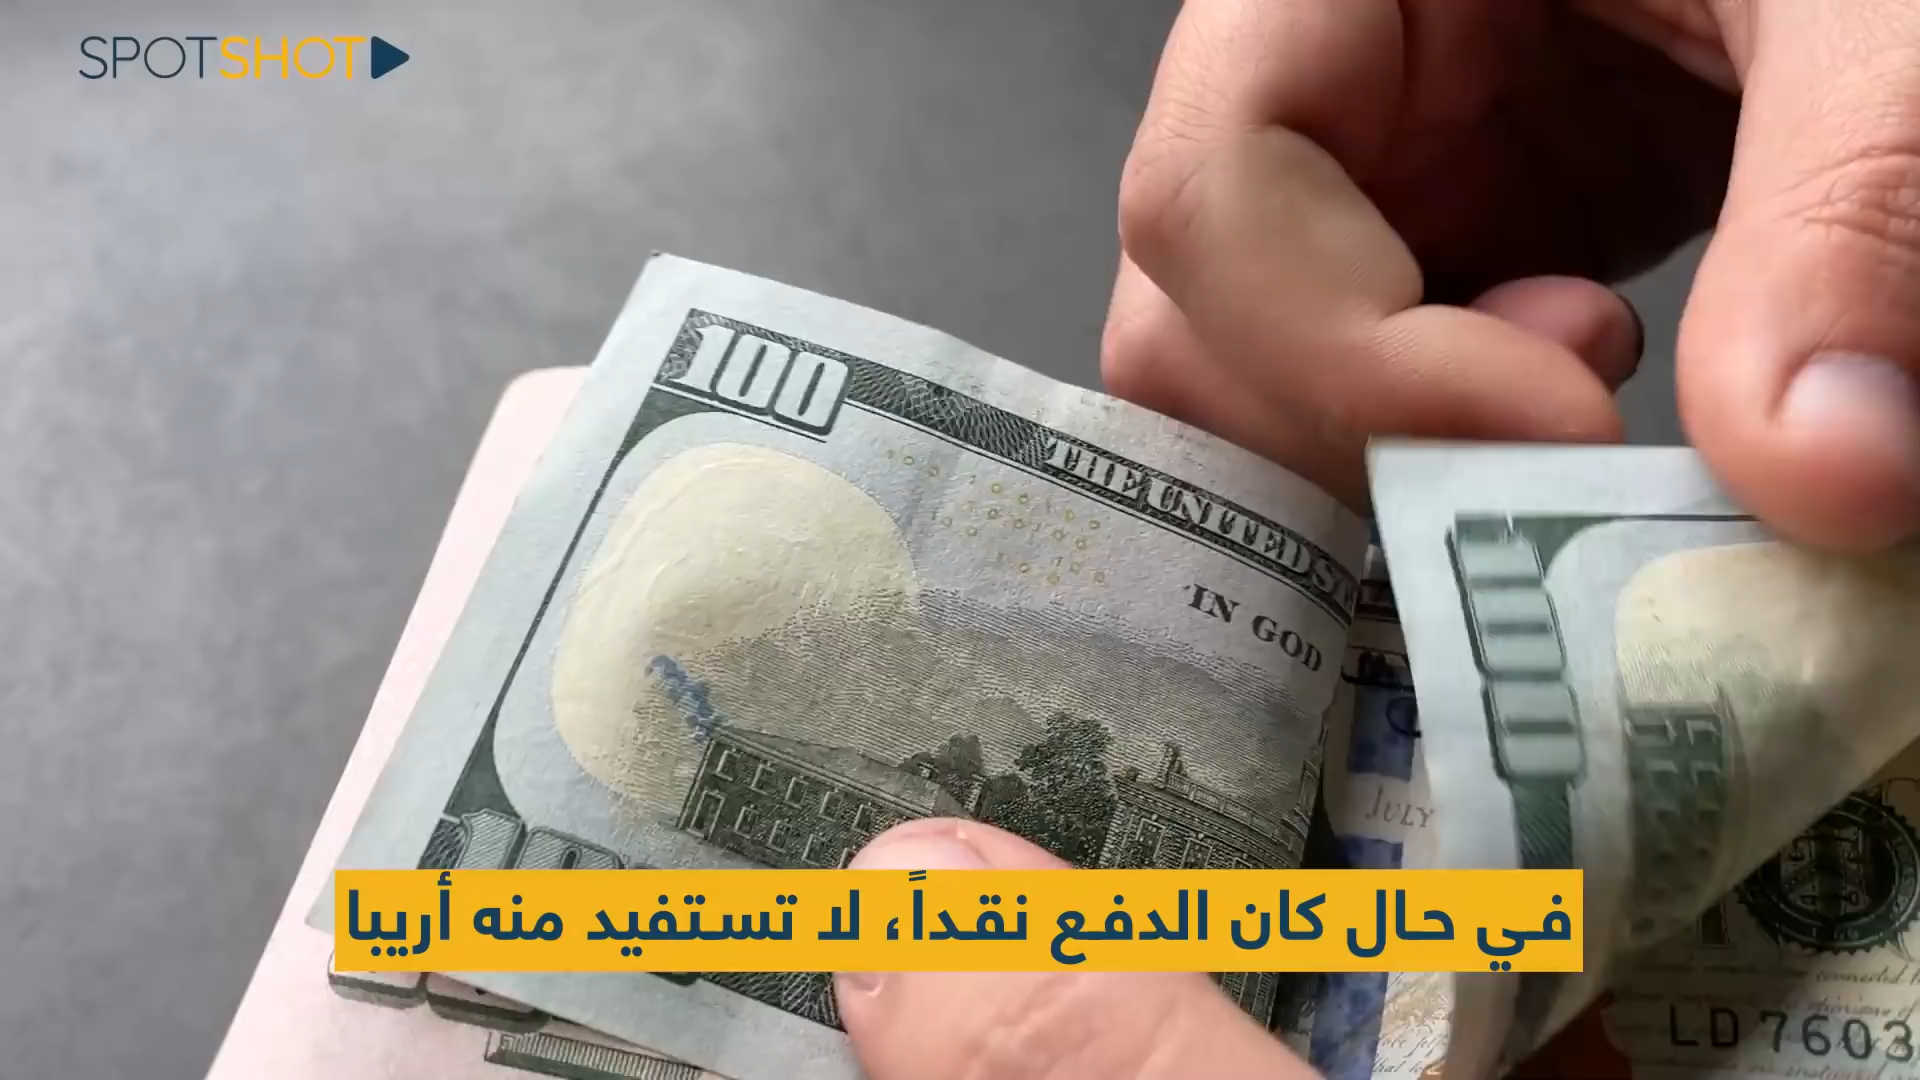 SPOTSHOT
100
THE UNITED S
IN GOD
JULY
في حال كان الدفع نقداً، لا تستفيد منه أريبا
LD 7603